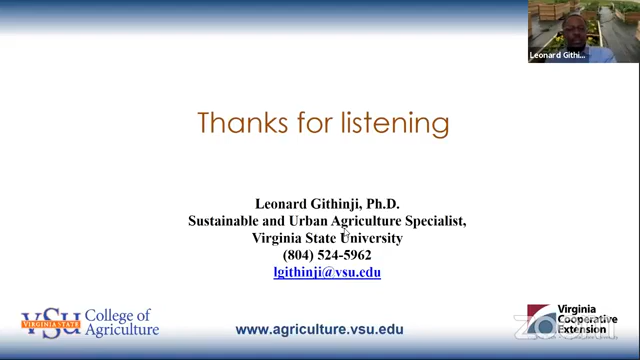 Leonard Githi...
Thanks for listening
Leonard Githinji, Ph.D.
Sustainable and Urban Agriculture Specialist,
Virginia State University
(804) 524-5962
lgithinji@vsu.edu
VSU
VIRGINIA STATE
College of
Agriculture
www.agriculture.vsu.edu
Virginia
Cooperative
Extension
zoom